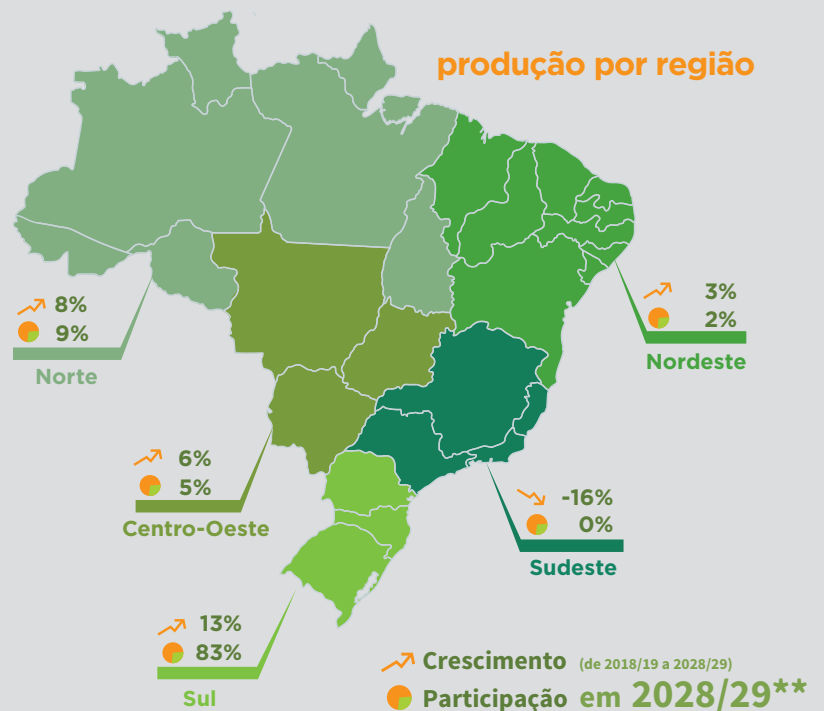 produção por região
8%
9%
Norte
3%
2%
Nordeste
6%
5%
Centro-Oeste
-16%
0%
Sudeste
13%
83%
Sul
Crescimento (de 2018/19 a 2028/29)
Participação em 2028/29**